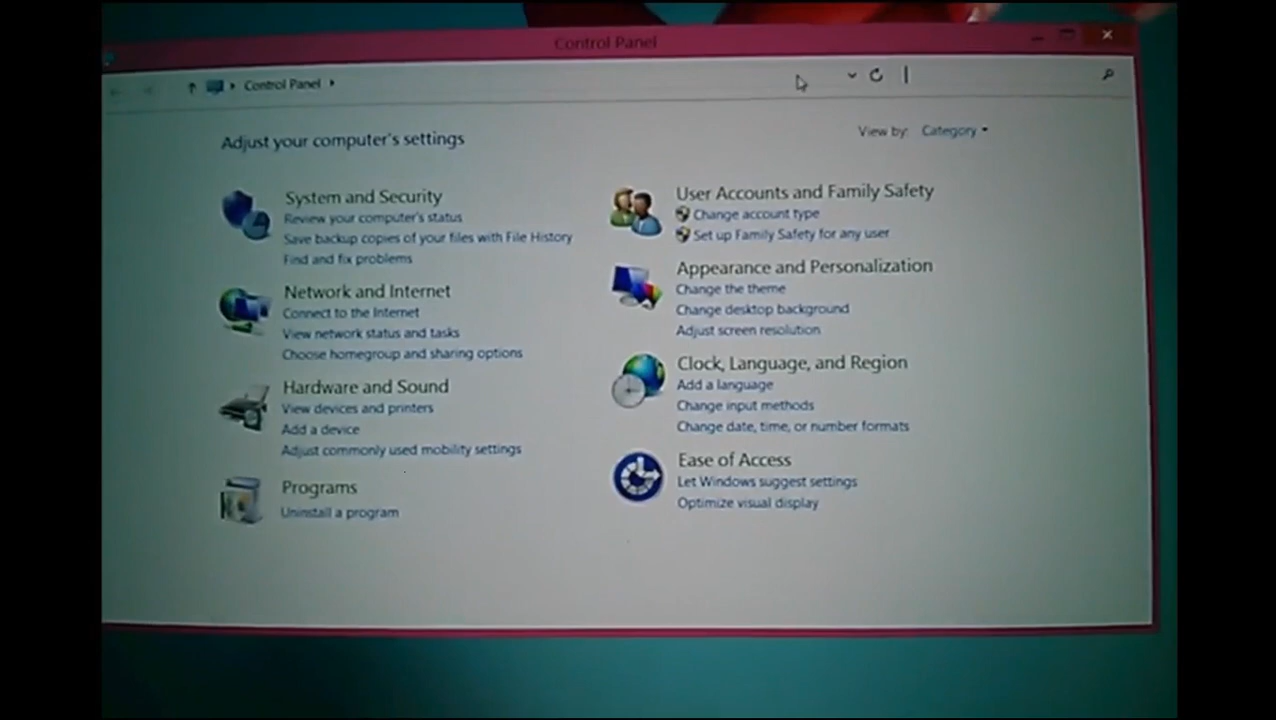 Control Panel
Control Panel
Adjust your computer's settings
View by: Category
System and Security
Review your computer's status
Save backup copies of your files with File History
Find and fix problems
Network and Internet
Connect to the Internet
View network status and tasks
Choose homegroup and sharing options
Hardware and Sound
View devices and printers
Add a device
Adjust commonly used mobility settings
Programs
Uninstall a program
User Accounts and Family Safety
Change account type
Set up Family Safety for any user
Appearance and Personalization
Change the theme
Change desktop background
Adjust screen resolution
Clock, Language, and Region
Add a language
Change input methods
Change date, time, or number formats
Ease of Access
Let Windows suggest settings
Optimize visual display